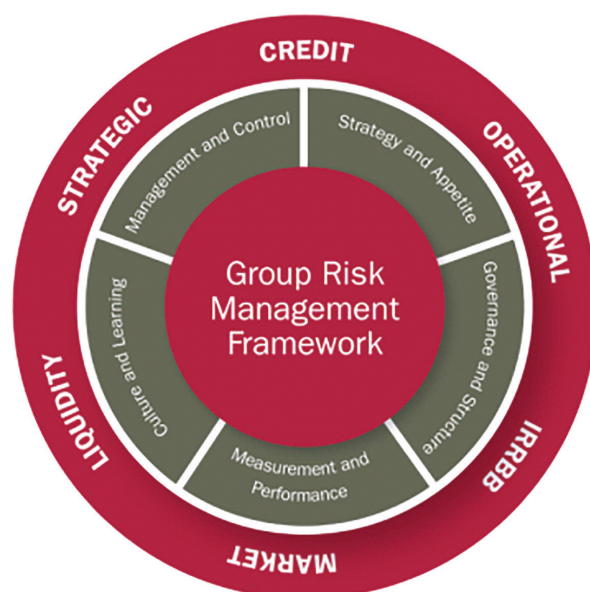 CREDIT
OPERATIONAL
IRRBB
MARKET
LIQUIDITY
STRATEGIC
Strategy and Appetite
Governance and Structure
Measurement and
Performance
Culture and Learning
Management and Control
Group Risk
Management
Framework